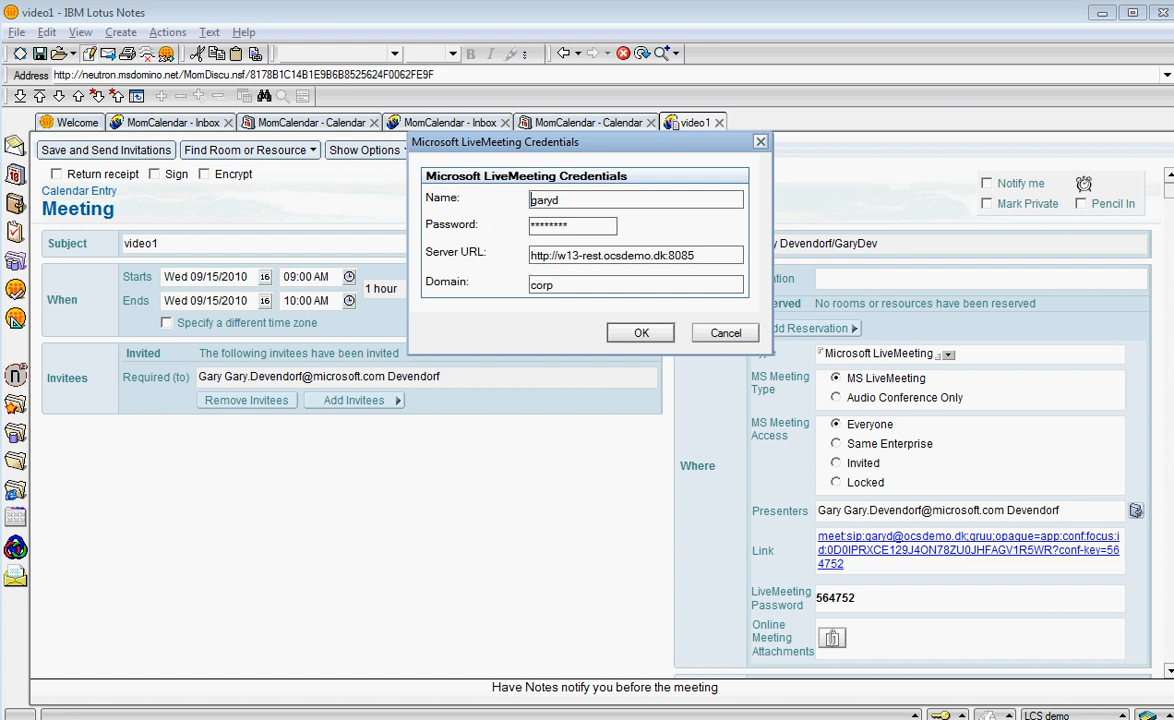 video1 - IBM Lotus Notes
File Edit View Create Actions Text Help
Address http://neutron.msdomino.net/MomDiscu.nsf/8178B1C14B1E9B6B8525624F0062FE9F
Welcome MomCalendar - Inbox MomCalendar - Calendar MomCalendar - Inbox MomCalendar - Calendar video1
Save and Send Invitations Find Room or Resource Show Options
Return receipt Sign Encrypt
Calendar Entry
Meeting
Notify me
Mark Private Pencil In
Microsoft LiveMeeting Credentials
Microsoft LiveMeeting Credentials
Name: garyd
Password: ********
Server URL: http://w13-rest.ocsdemo.dk:8085
Domain: corp
OK Cancel
Subject video1
When
Starts Wed 09/15/2010 16 09:00 AM
Ends Wed 09/15/2010 16 10:00 AM
1 hour
Specify a different time zone
Invitees
Invited The following invitees have been invited
Required (to) Gary Gary.Devendorf@microsoft.com Devendorf
Remove Invitees Add Invitees
Devendorf/GaryDev
No rooms or resources have been reserved
Reservation
Where
Microsoft LiveMeeting
MS Meeting
Type
MS LiveMeeting
Audio Conference Only
MS Meeting
Access
Everyone
Same Enterprise
Invited
Locked
Presenters Gary Gary.Devendorf@microsoft.com Devendorf
Link
meet:sip:garyd@ocsdemo.dk;gruu;opaque=app:conf:focus:i
d:0D0IPRXCE129J4ON78ZU0JHFAGV1R5WR?conf-key=56
4752
LiveMeeting
Password
564752
Online
Meeting
Attachments
Have Notes notify you before the meeting
LCS demo